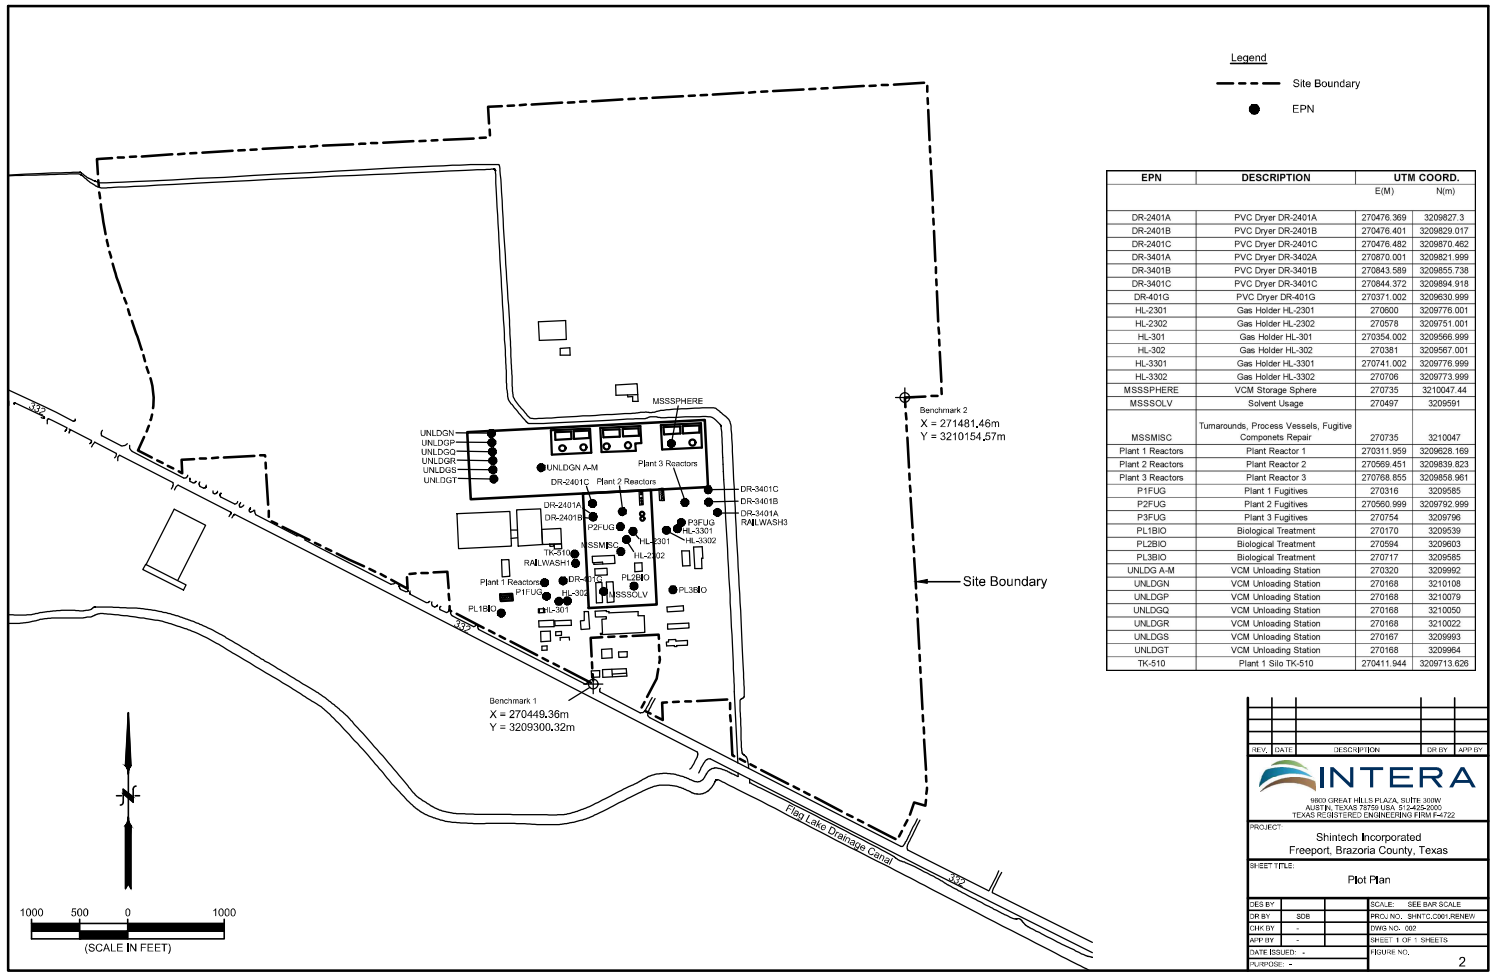 Legend
Site Boundary
EPN
EPN DESCRIPTION UTM COORD.
E(M) N(m)
DR-2401A PVC Dryer DR-2401A 270476.369 3209827.3
DR-2401B PVC Dryer DR-2401B 270476.401 3209829.017
DR-2401C PVC Dryer DR-2401C 270476.482 3209870.462
DR-3401A PVC Dryer DR-3402A 270870.001 3209821.999
DR-3401B PVC Dryer DR-3401B 270843.589 3209855.738
DR-3401C PVC Dryer DR-3401C 270844.372 3209894.918
DR-401G PVC Dryer DR-401G 270371.002 3209630.999
HL-2301 Gas Holder HL-2301 270600 3209776.001
HL-2302 Gas Holder HL-2302 270578 3209751.001
HL-301 Gas Holder HL-301 270354.002 3209566.999
HL-302 Gas Holder HL-302 270381 3209567.001
HL-3301 Gas Holder HL-3301 270741.002 3209776.999
HL-3302 Gas Holder HL-3302 270706 3209773.999
MSSSPHERE VCM Storage Sphere 270735 3210047.44
MSSSOLV Solvent Usage 270497 3209591
Turnarounds, Process Vessels, Fugitive
MSSMISC Componets Repair 270735 3210047
Plant 1 Reactors Plant Reactor 1 270311.959 3209628.169
Plant 2 Reactors Plant Reactor 2 270569.451 3209839.823
Plant 3 Reactors Plant Reactor 3 270768.855 3209858.961
P1FUG Plant 1 Fugitives 270316 3209585
P2FUG Plant 2 Fugitives 270560.999 3209792.999
P3FUG Plant 3 Fugitives 270754 3209796
PL1BIO Biological Treatment 270170 3209539
PL2BIO Biological Treatment 270594 3209603
PL3BIO Biological Treatment 270717 3209585
UNLDG A-M VCM Unloading Station 270320 3209992
UNLDGN VCM Unloading Station 270168 3210108
UNLDGP VCM Unloading Station 270168 3210079
UNLDGQ VCM Unloading Station 270168 3210050
UNLDGR VCM Unloading Station 270168 3210022
UNLDGS VCM Unloading Station 270167 3209993
UNLDGT VCM Unloading Station 270168 3209964
TK-510 Plant 1 Silo TK-510 270411.944 3209713.626
MSSSPHERE
UNLDGN
UNLDGP
UNLDGQ
UNLDGR
UNLDGS
UNLDGT
UNLDGN A-M
Plant 3 Reactors
DR-2401C
Plant 2 Reactors
DR-3401C
DR-2401A
DR-3401B
DR-2401B
DR-3401A
RAILWASH3
P2FUG
P3FUG
HL-3301
HL-2301
HL-3302
MSSMISC
HL-2302
TK-510
RAILWASH1
Plant 1 Reactors
DR-401G
PL2BIO
P1FUG
HL-302
MSSSOLV
PL3BIO
PL1BIO
HL-301
Benchmark 2
X = 271481.46m
Y = 3210154.57m
Site Boundary
Benchmark 1
X = 270449.36m
Y = 3209300.32m
332
332
332
Flag Lake Drainage Canal
N
1000 500 0 1000
(SCALE IN FEET)
REV. DATE DESCRIPTION DR BY APP BY
INTERA
9600 GREAT HILLS PLAZA, SUITE 300W
AUSTIN, TEXAS 78759 USA 512-425-2000
TEXAS REGISTERED ENGINEERING FIRM F-4722
PROJECT:
Shintech Incorporated
Freeport, Brazoria County, Texas
SHEET TITLE:
Plot Plan
DES BY SCALE: SEE BAR SCALE
DR BY SDB PROJ NO. SHNTC.C001.RENEW
CHK BY - DWG NO. 002
APP BY - SHEET 1 OF 1 SHEETS
DATE ISSUED: - FIGURE NO.
PURPOSE: - 2